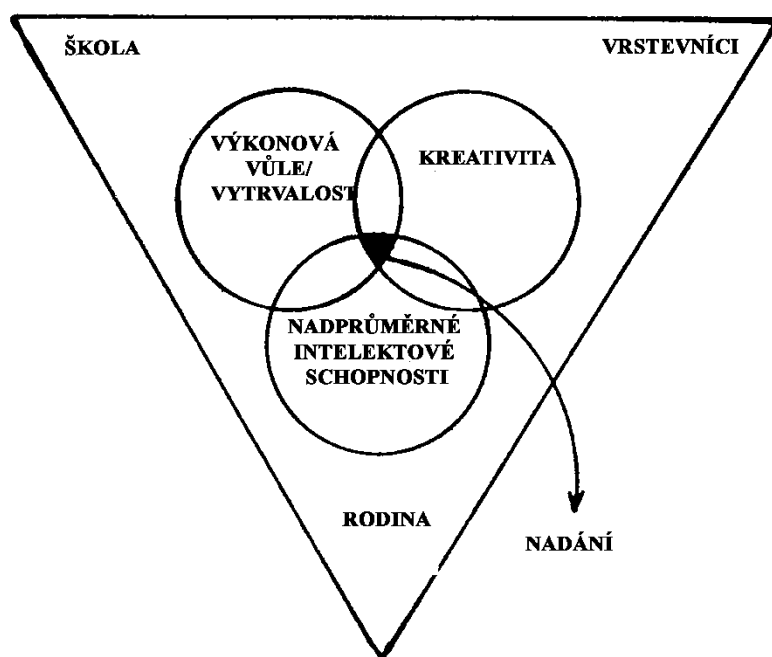 ŠKOLA
VRSTEVNÍCI
VÝKONOVÁ
VŮLE/
VYTRVALOST
KREATIVITA
NADPRŮMĚRNÉ
INTELEKTOVÉ
SCHOPNOSTI
RODINA
NADÁNÍ